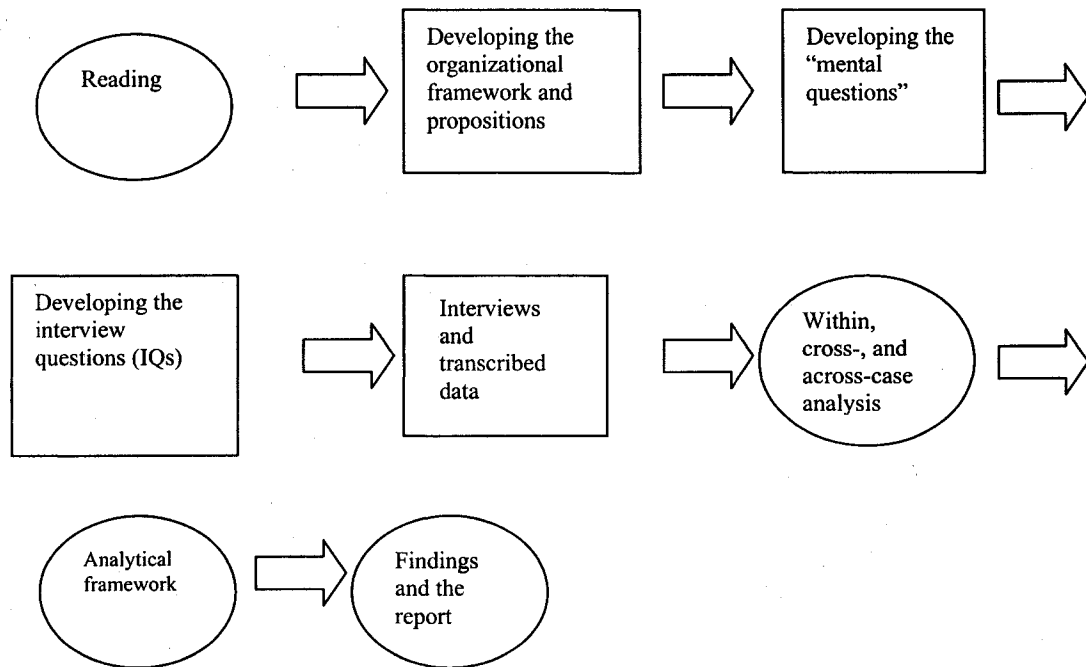 Reading
Developing the
organizational
framework and
propositions
Developing the
“mental
questions”
Developing the
interview
questions (IQs)
Interviews
and
transcribed
data
Within,
cross-, and
across-case
analysis
Analytical
framework
Findings
and the
report